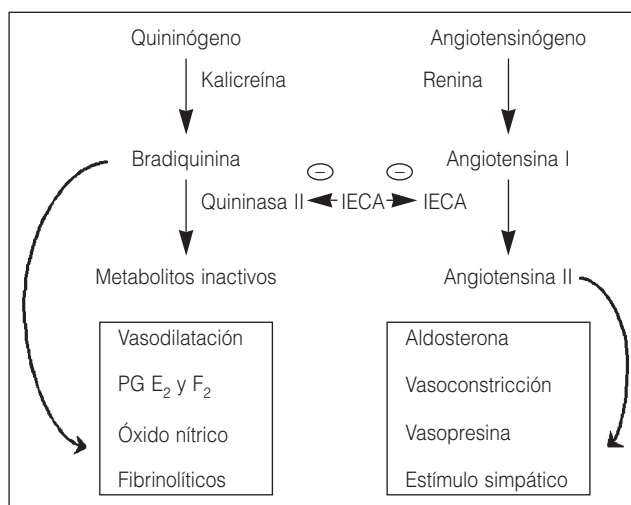 Quininógeno Angiotensinógeno
Kalicreína Renina
Bradiquinina Angiotensina I
− −
Quininasa II IECA IECA
Metabolitos inactivos Angiotensina II
Vasodilatación Aldosterona
PG E₂ y F₂ Vasoconstricción
Óxido nítrico Vasopresina
Fibrinolíticos Estímulo simpático